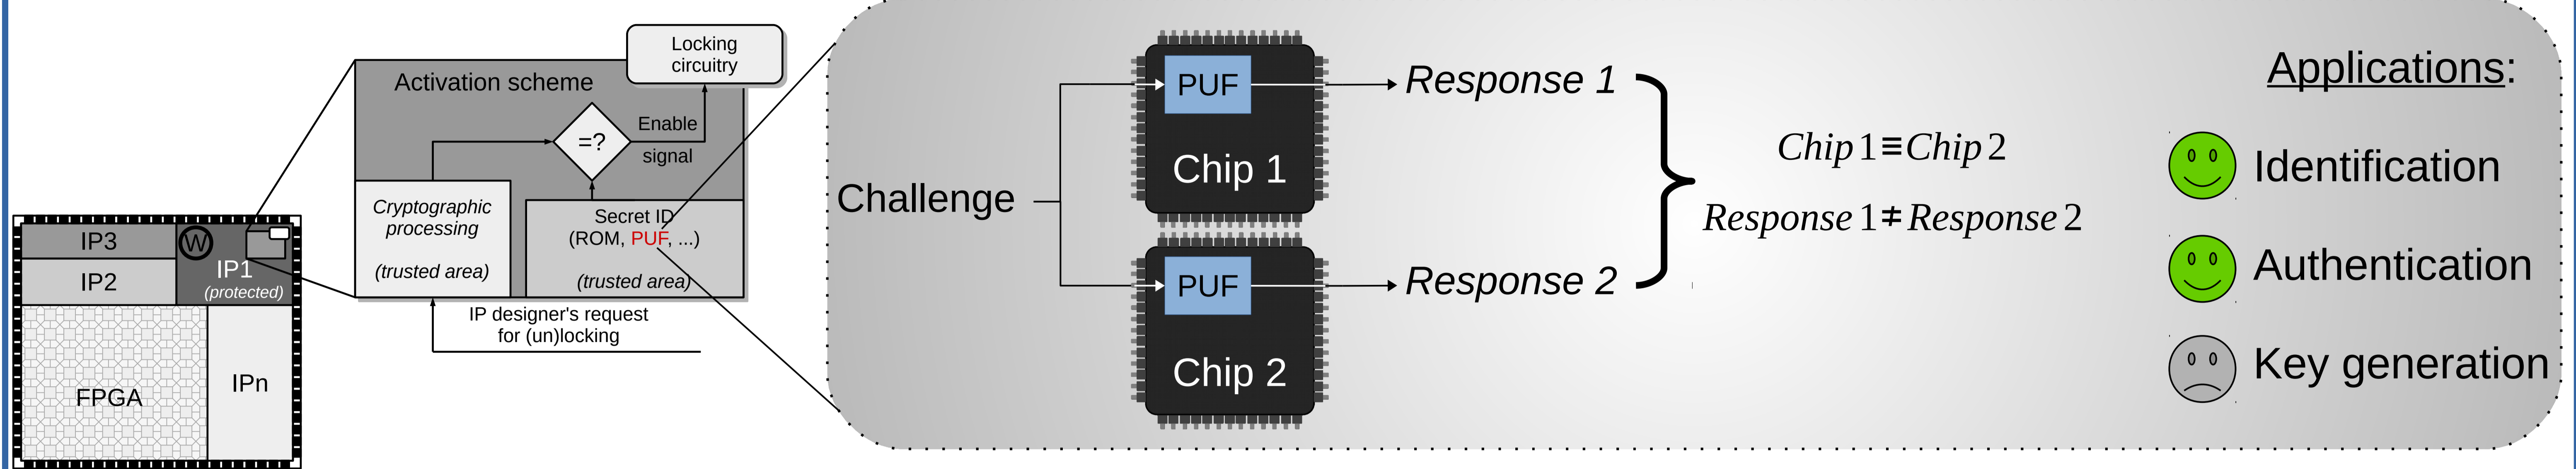 IP3
W
IP2
IP1
(protected)
FPGA
IPn
Locking
circuitry
Activation scheme
=?
Enable
signal
Cryptographic
processing
(trusted area)
Secret ID
(ROM, PUF, ...)
(trusted area)
IP designer's request
for (un)locking
Challenge
PUF
Chip 1
PUF
Chip 2
Response 1
Response 2
Chip 1≡Chip 2
Response 1≠Response 2
Applications:
Identification
Authentication
Key generation